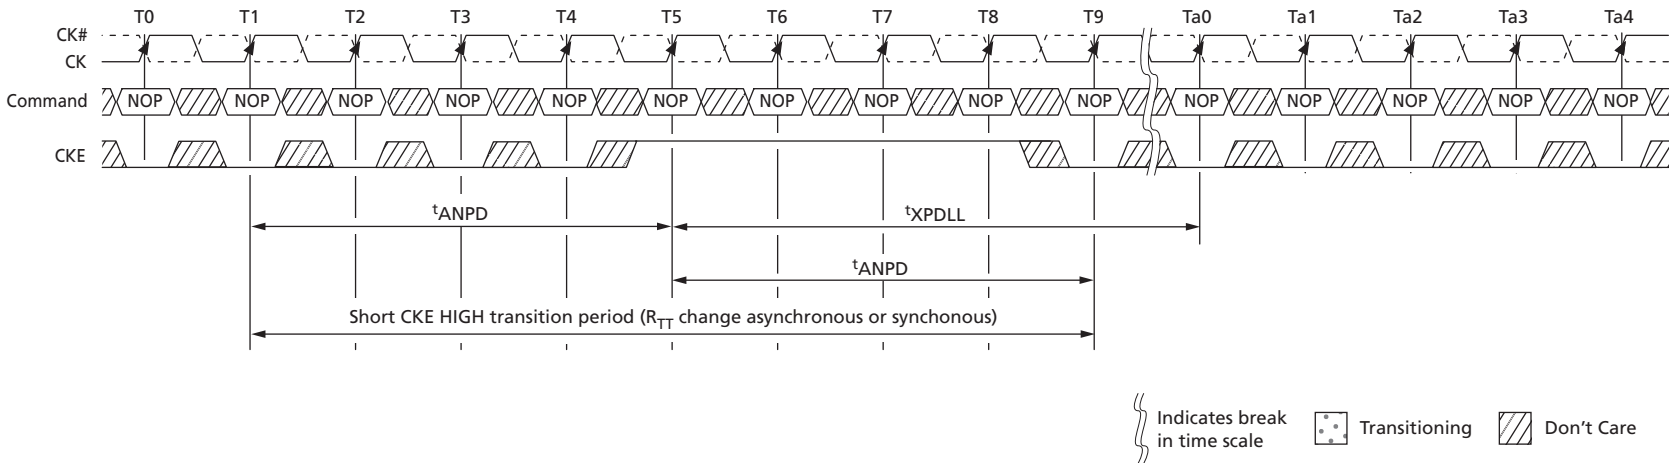 T0 T1 T2 T3 T4 T5 T6 T7 T8 T9 Ta0 Ta1 Ta2 Ta3 Ta4
CK#
CK
Command NOP NOP NOP NOP NOP NOP NOP NOP NOP NOP NOP NOP NOP NOP NOP
CKE
tANPD tXPDLL
tANPD
Short CKE HIGH transition period (RTT change asynchronous or synchonous)
Indicates break
in time scale
Transitioning
Don't Care